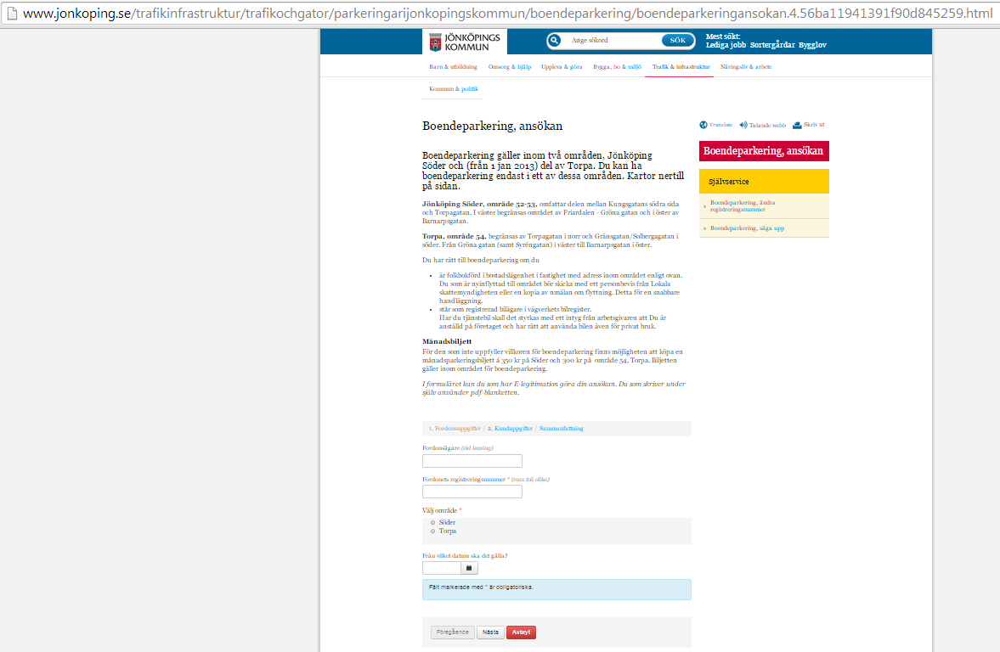 www.jonkoping.se/trafikinfrastruktur/trafikochgator/parkeringarijonkopingskommun/boendeparkering/boendeparkeringansokan.4.56ba11941391f90d845259.html
JÖNKÖPINGS
KOMMUN
Ange sökord
SÖK
Mest sökt:
Lediga jobb Sortergårdar Bygglov
Barn & utbildning Omsorg & hjälp Uppleva & göra Bygga, bo & miljö Trafik & infrastruktur Näringsliv & arbete
Kommun & politik
Boendeparkering, ansökan
Translate Talande webb Skriv ut
Boendeparkering, ansökan
Självservice
» Boendeparkering, ändra
registreringsnummer
» Boendeparkering, säga upp
Boendeparkering gäller inom två områden, Jönköping
Söder och (från 1 jan 2013) del av Torpa. Du kan ha
boendeparkering endast i ett av dessa områden. Kartor nertill
på sidan.
Jönköping Söder, område 52-53, omfattar delen mellan Kungsgatans södra sida
och Torpagatan. I väster begränsas området av Friardalen - Gröna gatan och i öster av
Barnarpsgatan.
Torpa, område 54, begränsas av Torpagatan i norr och Gränsgatan/Solbergagatan i
söder. Från Gröna gatan (samt Syréngatan) i väster till Barnarpsgatan i öster.
Du har rätt till boendeparkering om du
• är folkbokförd i bostadslägenhet i fastighet med adress inom området enligt ovan.
Du som är nyinflyttad till området bör skicka med ett personbevis från Lokala
skattemyndigheten eller en kopia av nmälan om flyttning. Detta för en snabbare
handläggning.
• står som registrerad bilägare i vägverkets bilregister.
Har du tjänstebil skall det styrkas med ett intyg från arbetsgivaren att Du är
anställd på företaget och har rätt att använda bilen även för privat bruk.
Månadsbiljett
För den som inte uppfyller villkoren för boendeparkering finns möjligheten att köpa en
månadsparkeringsbiljett á 350 kr på Söder och 300 kr på område 54, Torpa. Biljetten
gäller inom området för boendeparkering.
I formuläret kan du som har E-legitimation göra din ansökan. Du som skriver under
själv använder pdf-blanketten.
1. Fordonsuppgifter / 2. Kunduppgifter / Sammanfattning
Fordonsägare (vid leasing)
Fordonets registreringsnummer * (max två olika)
Välj område *
Söder
Torpa
Från vilket datum ska det gälla?
Fält markerade med * är obligatoriska.
Föregående Nästa Avbryt